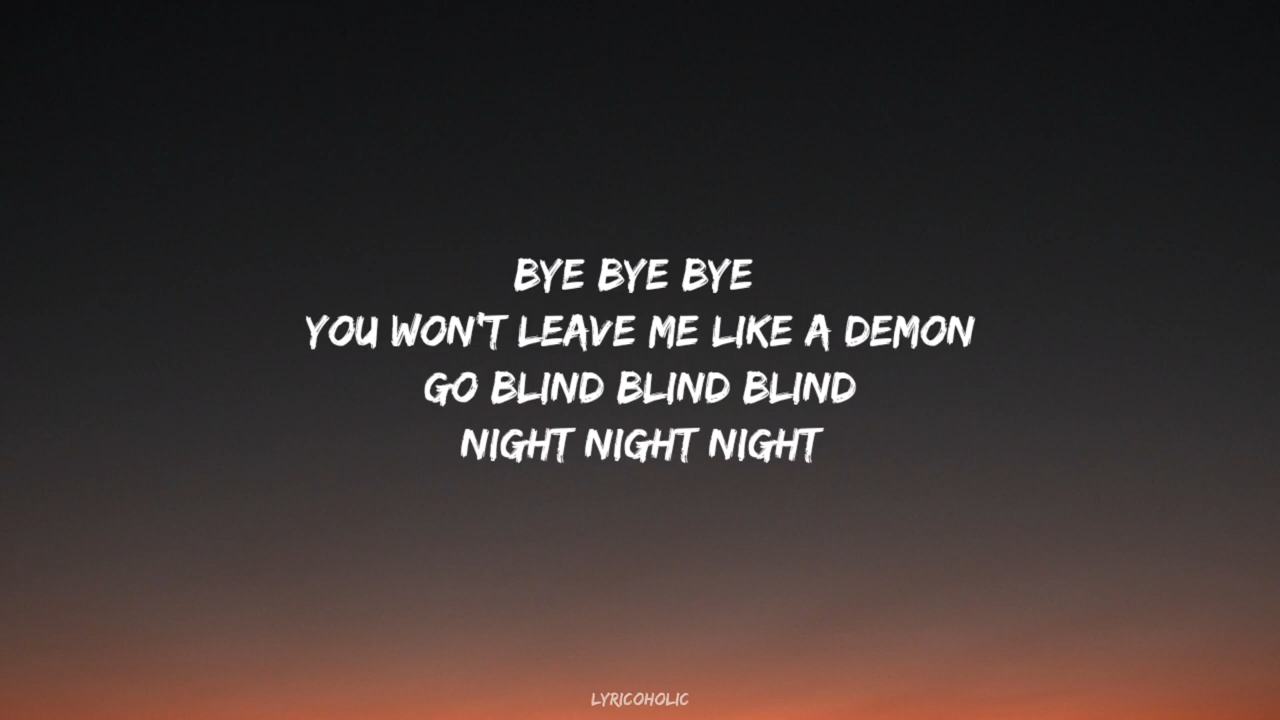 BYE BYE BYE
YOU WON'T LEAVE ME LIKE A DEMON
GO BLIND BLIND BLIND
NIGHT NIGHT NIGHT
LYRICOHOLIC